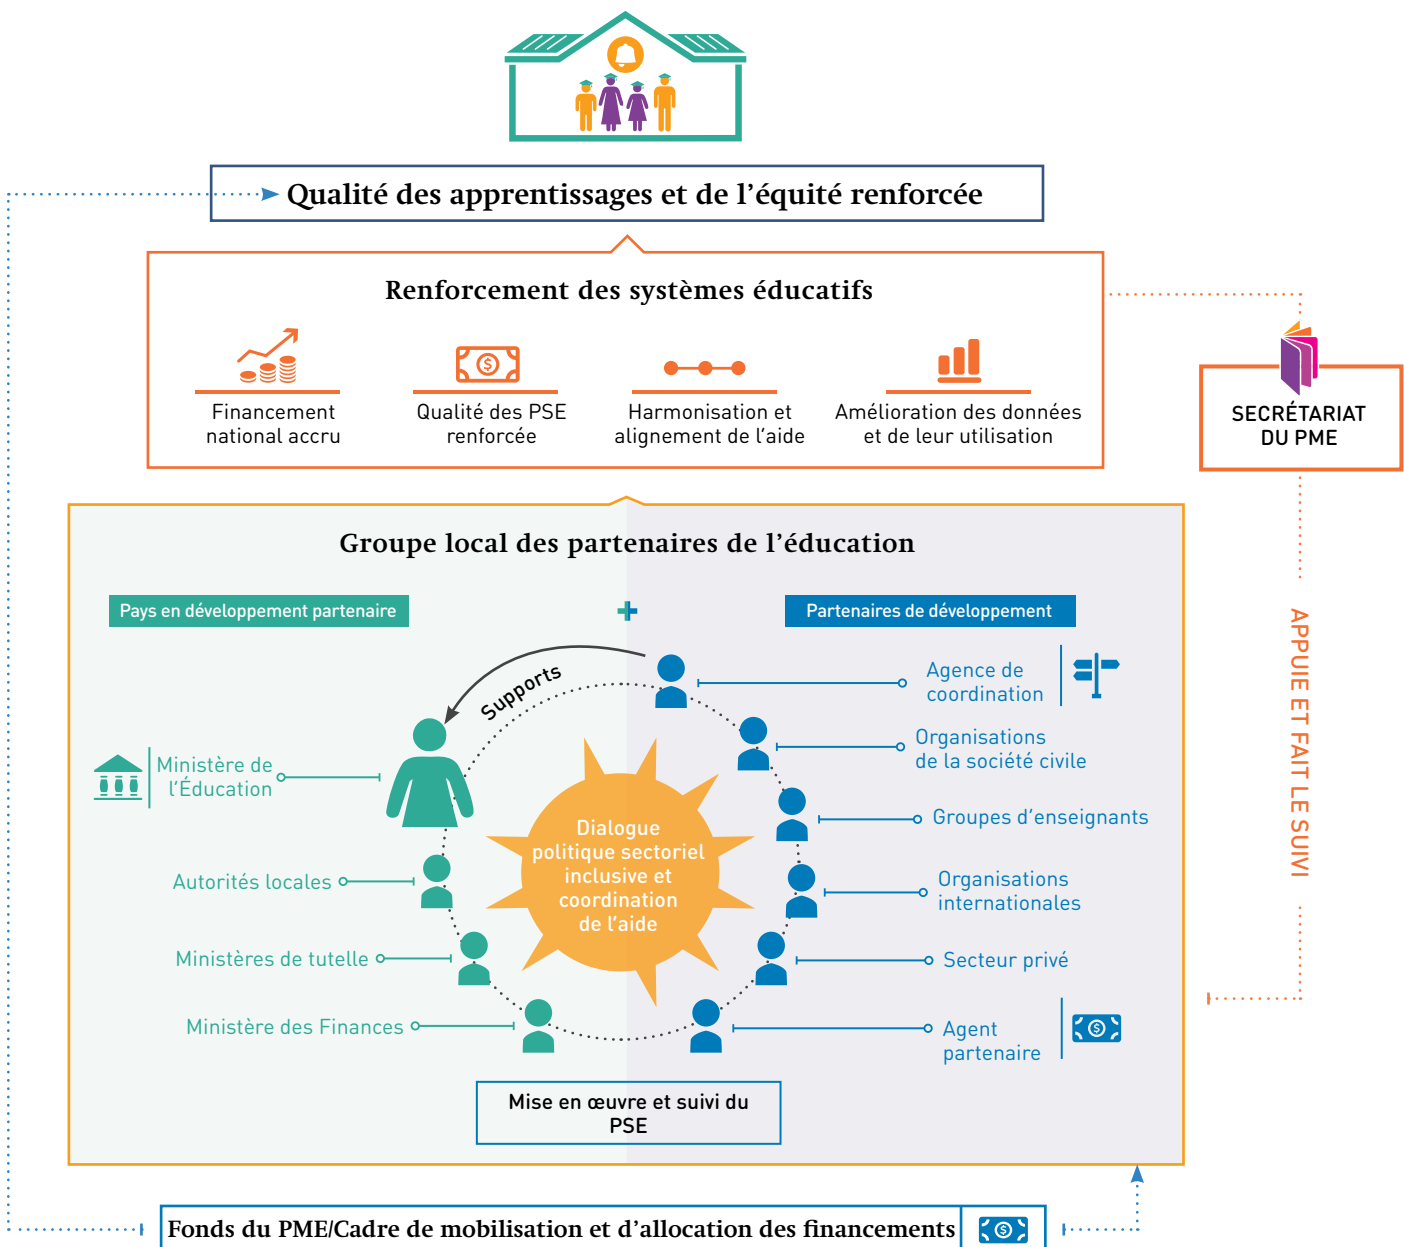 Qualité des apprentissages et de l'équité renforcée
Renforcement des systèmes éducatifs
Financement
national accru
Qualité des PSE
renforcée
Harmonisation et
alignement de l'aide
Amélioration des données
et de leur utilisation
SECRÉTARIAT
DU PME
APPUIE ET FAIT LE SUIVI
Groupe local des partenaires de l'éducation
Pays en développement partenaire
Partenaires de développement
Supports
Ministère de
l'Éducation
Autorités locales
Ministères de tutelle
Ministère des Finances
Dialogue
politique sectoriel
inclusive et
coordination
de l'aide
Agence de
coordination
Organisations
de la société civile
Groupes d'enseignants
Organisations
internationales
Secteur privé
Agent
partenaire
Mise en œuvre et suivi du
PSE
Fonds du PME/Cadre de mobilisation et d'allocation des financements